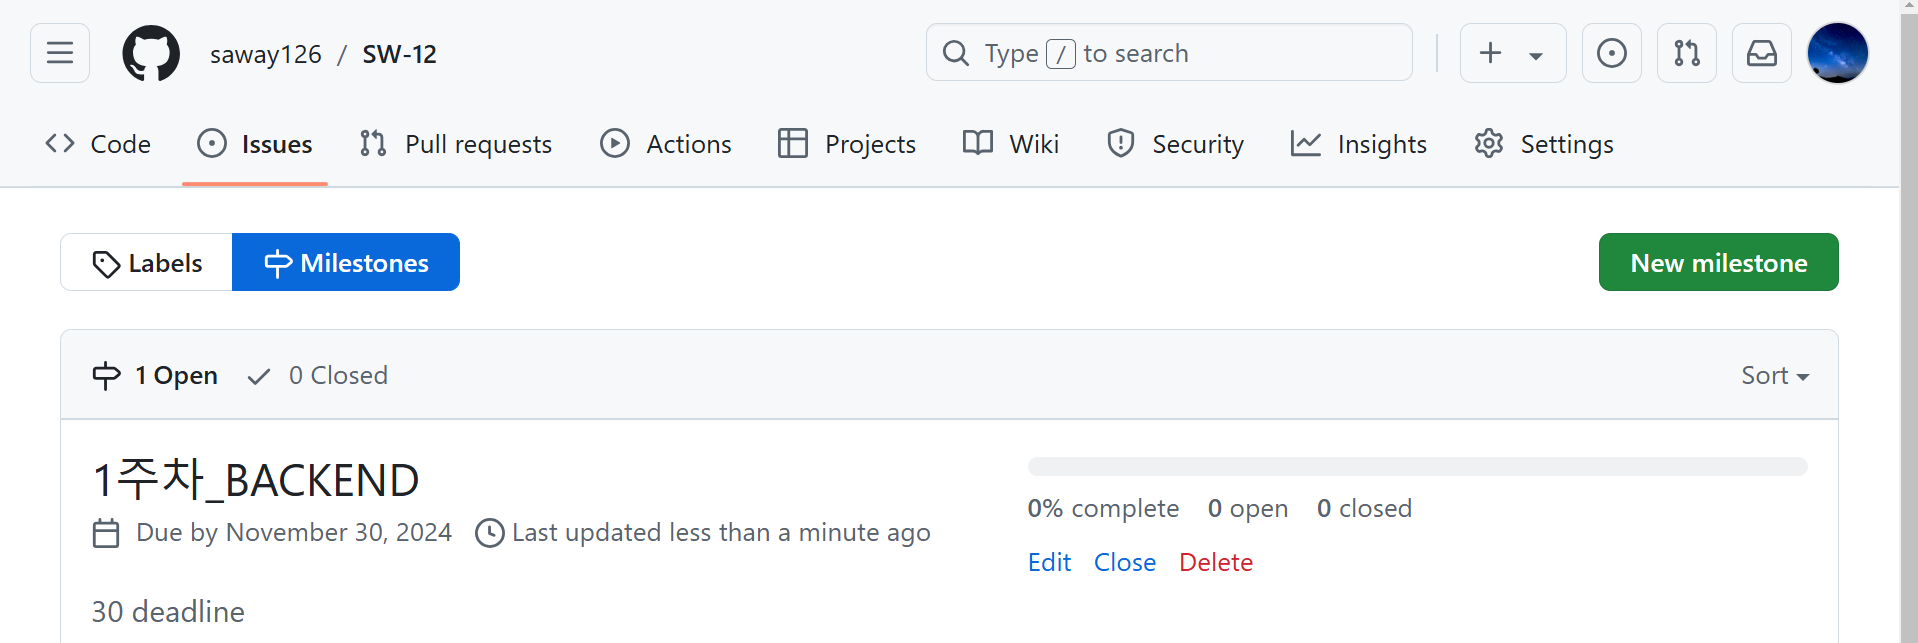 saway126 / SW-12
Type / to search
Code Issues Pull requests Actions Projects Wiki Security Insights Settings
Labels Milestones
New milestone
1 Open 0 Closed
Sort
1주차_BACKEND
Due by November 30, 2024 Last updated less than a minute ago
30 deadline
0% complete 0 open 0 closed
Edit Close Delete